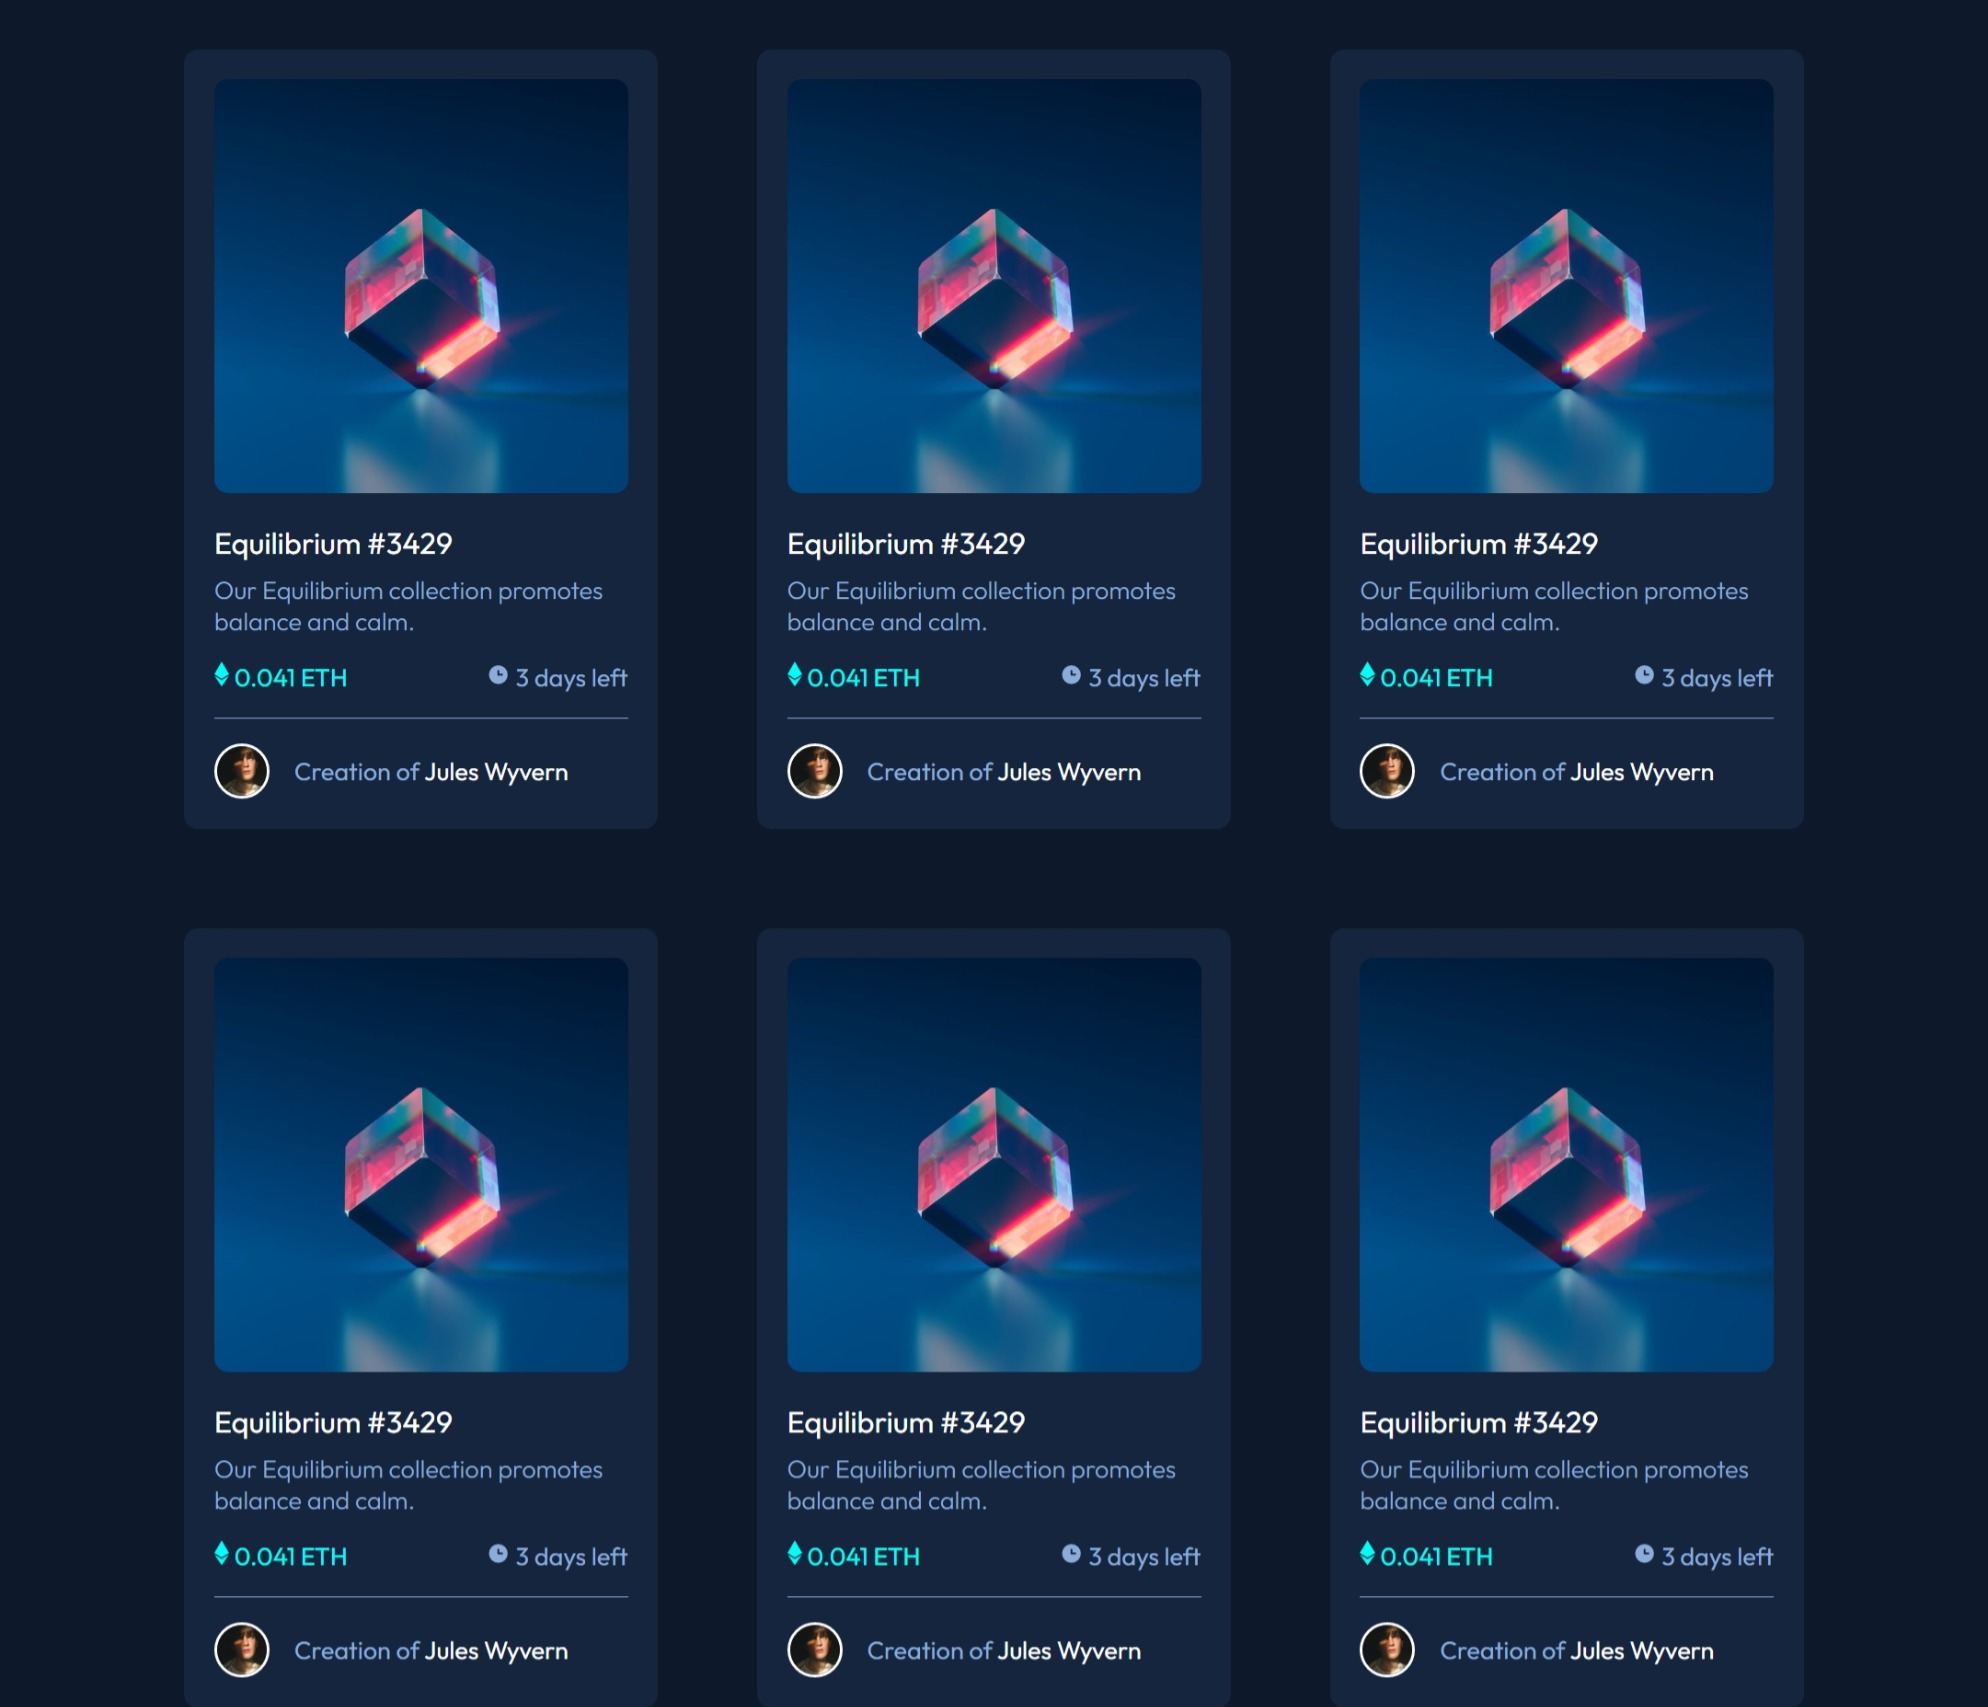 Equilibrium #3429
Our Equilibrium collection promotes
balance and calm.
0.041 ETH
3 days left
Creation of Jules Wyvern
Equilibrium #3429
Our Equilibrium collection promotes
balance and calm.
0.041 ETH
3 days left
Creation of Jules Wyvern
Equilibrium #3429
Our Equilibrium collection promotes
balance and calm.
0.041 ETH
3 days left
Creation of Jules Wyvern
Equilibrium #3429
Our Equilibrium collection promotes
balance and calm.
0.041 ETH
3 days left
Creation of Jules Wyvern
Equilibrium #3429
Our Equilibrium collection promotes
balance and calm.
0.041 ETH
3 days left
Creation of Jules Wyvern
Equilibrium #3429
Our Equilibrium collection promotes
balance and calm.
0.041 ETH
3 days left
Creation of Jules Wyvern